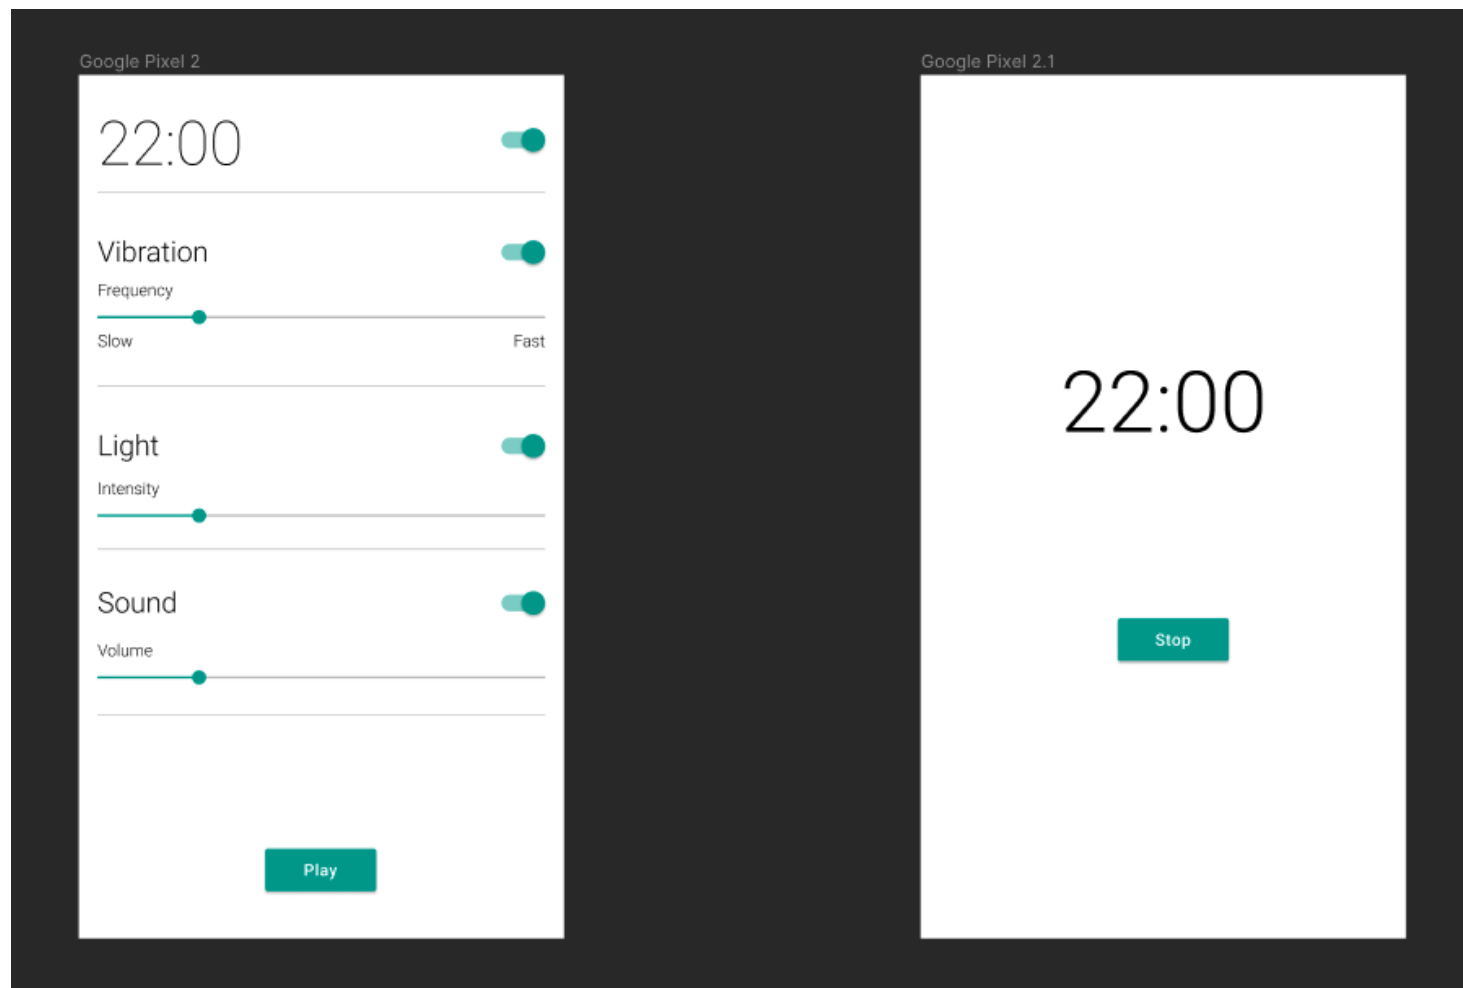 Google Pixel 2
22:00
Vibration
Frequency
Slow Fast
Light
Intensity
Sound
Volume
Play
Google Pixel 2.1
22:00
Stop